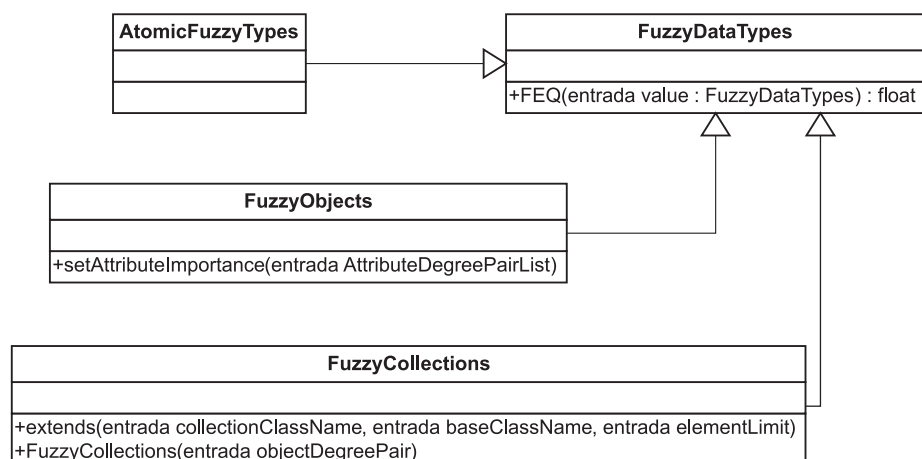 AtomicFuzzyTypes
FuzzyDataTypes
+FEQ(entrada value : FuzzyDataTypes) : float
FuzzyObjects
+setAttributeImportance(entrada AttributeDegreePairList)
FuzzyCollections
+extends(entrada collectionClassName, entrada baseClassName, entrada elementLimit)
+FuzzyCollections(entrada objectDegreePair)